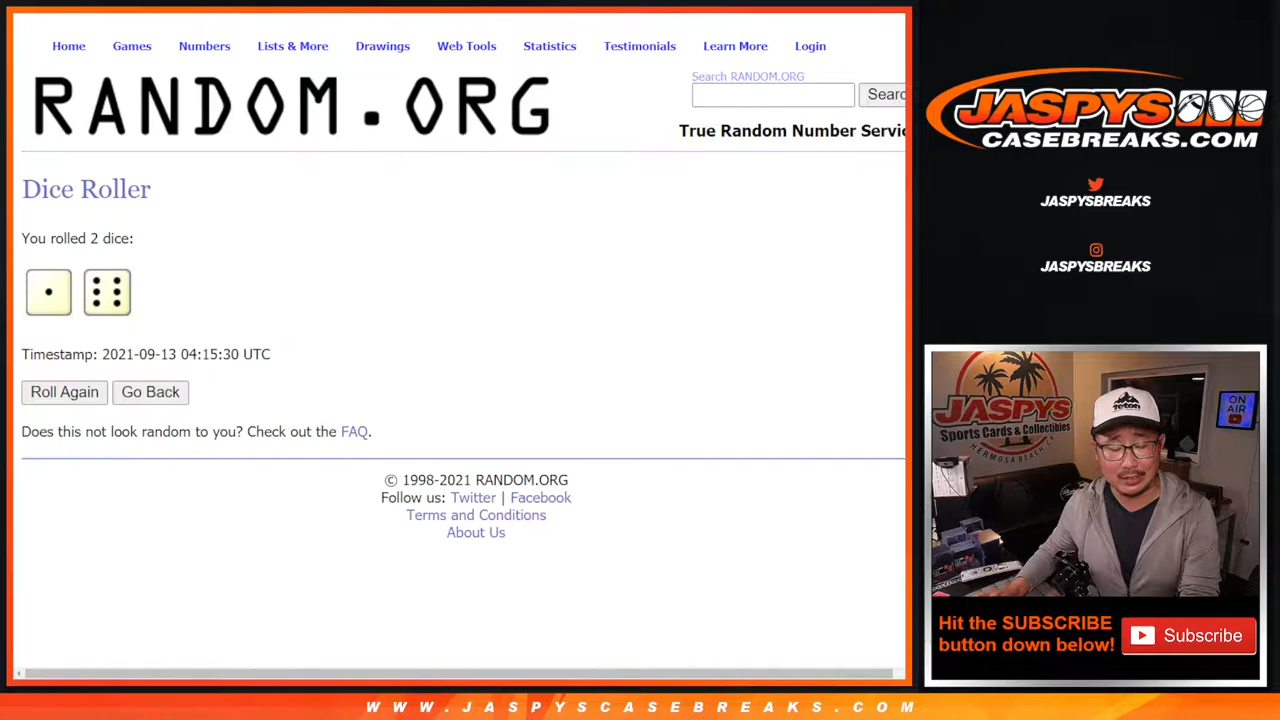 Home Games Numbers Lists & More Drawings Web Tools Statistics Testimonials Learn More Login
RANDOM.ORG
Search RANDOM.ORG
Searc
True Random Number Servic
Dice Roller
You rolled 2 dice:
Timestamp: 2021-09-13 04:15:30 UTC
Roll Again Go Back
Does this not look random to you? Check out the FAQ.
© 1998-2021 RANDOM.ORG
Follow us: Twitter | Facebook
Terms and Conditions
About Us
JASPYS
CASEBREAKS.COM
JASPYSBREAKS
JASPYSBREAKS
JASPYS
Sports Cards & Collectibles
HERMOSA BEACH, CA
ON
AIR
Hit the SUBSCRIBE
button down below!
Subscribe
WWW.JASPYSCASEBREAKS.COM